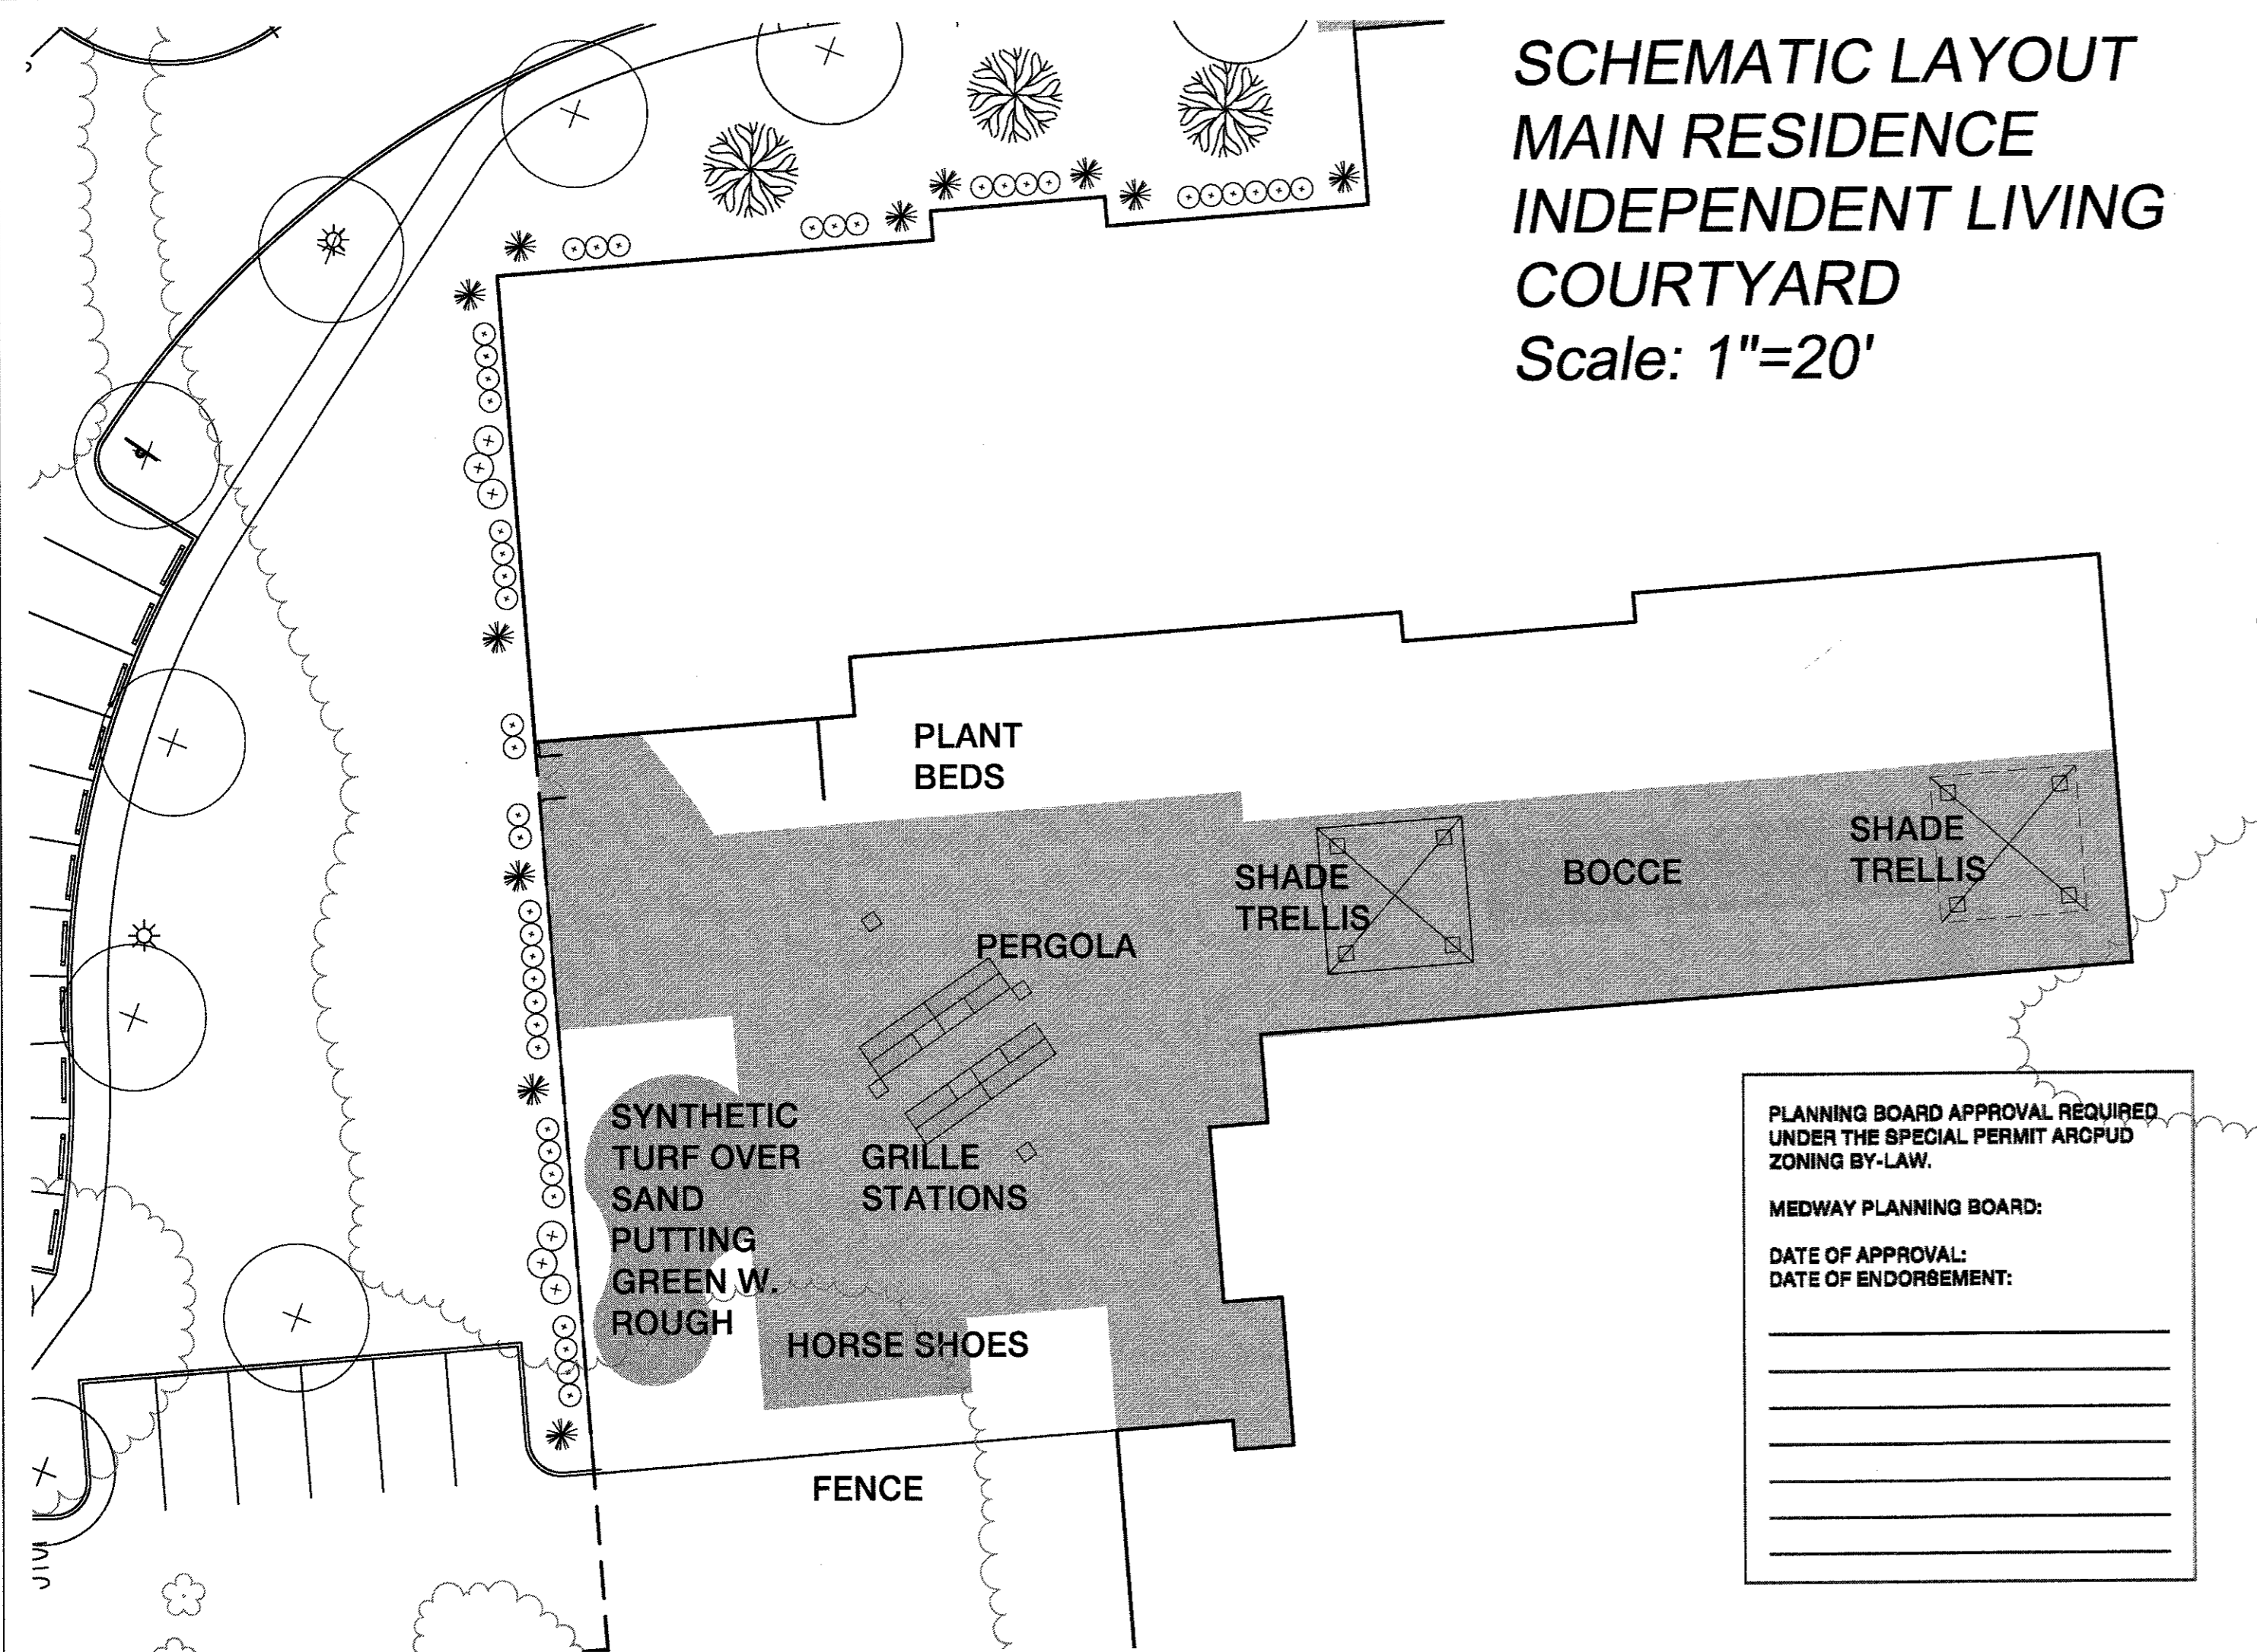 SCHEMATIC LAYOUT
MAIN RESIDENCE
INDEPENDENT LIVING
COURTYARD
Scale: 1"=20'
PLANT
BEDS
SHADE
TRELLIS
BOCCE
SHADE
TRELLIS
PERGOLA
SYNTHETIC
TURF OVER
SAND
PUTTING
GREEN W.
ROUGH
GRILLE
STATIONS
HORSE SHOES
FENCE
PLANNING BOARD APPROVAL REQUIRED
UNDER THE SPECIAL PERMIT ARCPUD
ZONING BY-LAW.
MEDWAY PLANNING BOARD:
DATE OF APPROVAL:
DATE OF ENDORSEMENT: